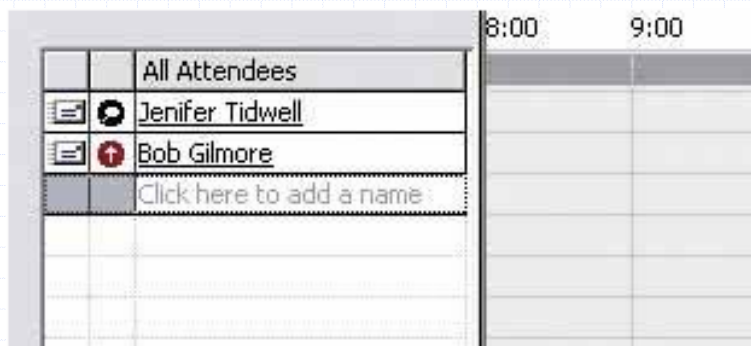 8:00 9:00
All Attendees
Jenifer Tidwell
Bob Gilmore
Click here to add a name